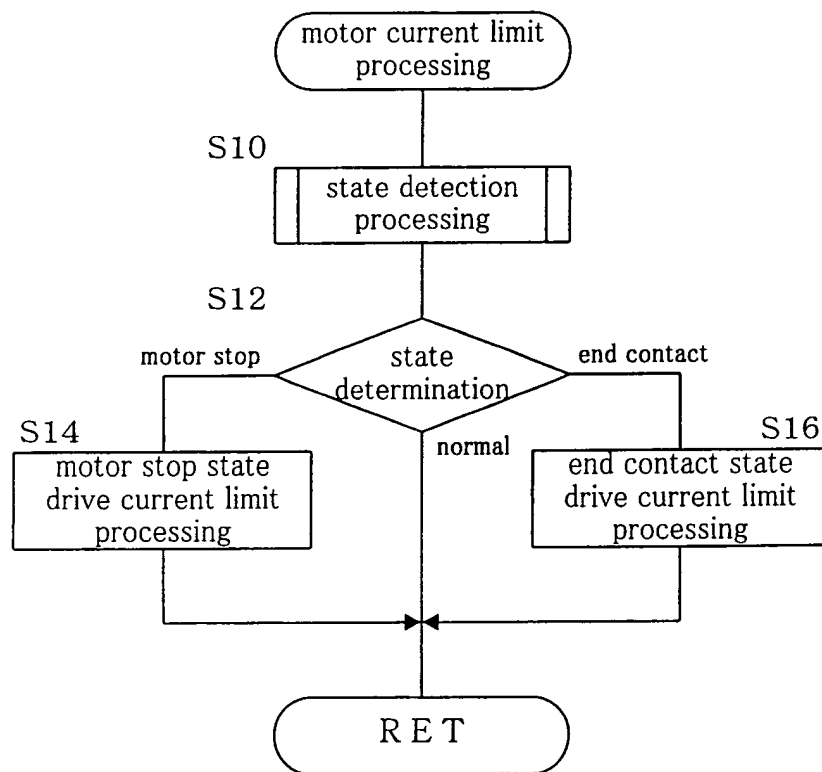 motor current limit
processing
S10
state detection
processing
S12
motor stop
state
determination
end contact
normal
S14
motor stop state
drive current limit
processing
S16
end contact state
drive current limit
processing
RET